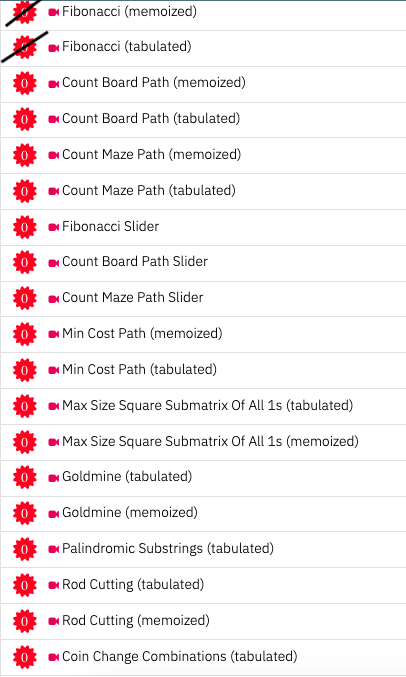 Fibonacci (memoized)
Fibonacci (tabulated)
0 Count Board Path (memoized)
0 Count Board Path (tabulated)
0 Count Maze Path (memoized)
0 Count Maze Path (tabulated)
0 Fibonacci Slider
0 Count Board Path Slider
0 Count Maze Path Slider
0 Min Cost Path (memoized)
0 Min Cost Path (tabulated)
0 Max Size Square Submatrix Of All 1s (tabulated)
0 Max Size Square Submatrix Of All 1s (memoized)
0 Goldmine (tabulated)
0 Goldmine (memoized)
0 Palindromic Substrings (tabulated)
0 Rod Cutting (tabulated)
0 Rod Cutting (memoized)
0 Coin Change Combinations (tabulated)